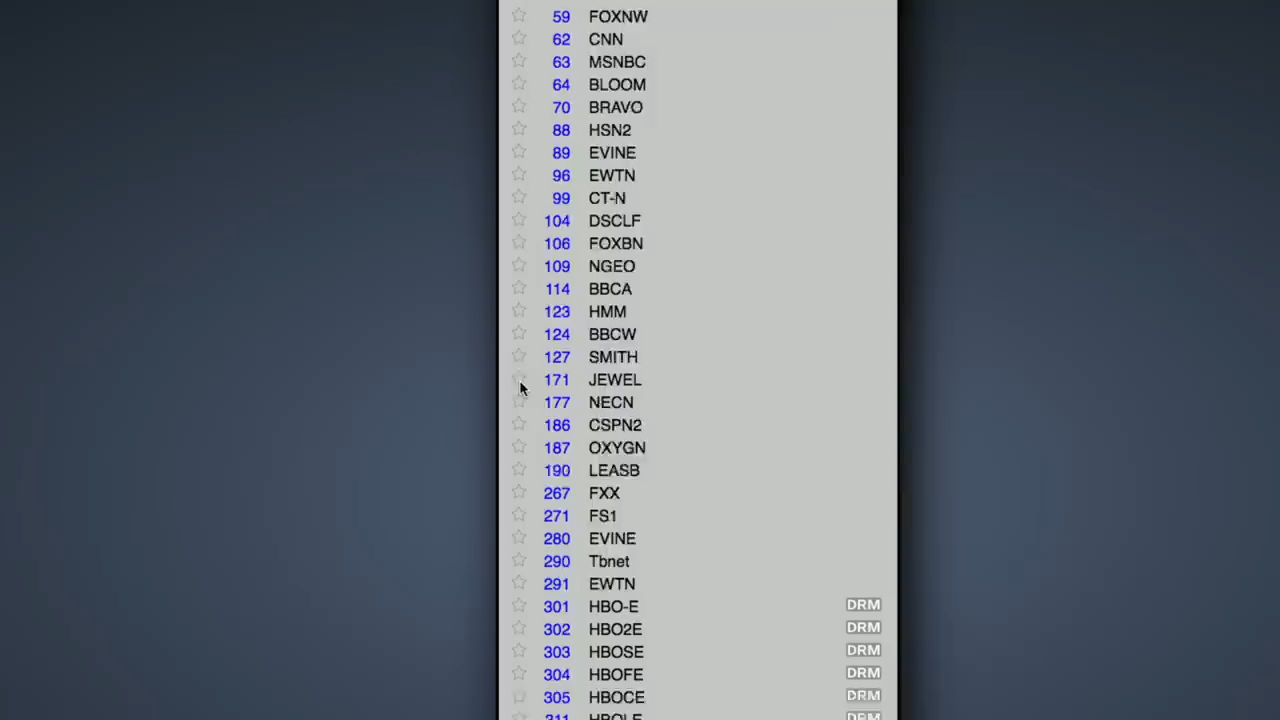 59 FOXNW
62 CNN
63 MSNBC
64 BLOOM
70 BRAVO
88 HSN2
89 EVINE
96 EWTN
99 CT-N
104 DSCLF
106 FOXBN
109 NGEO
114 BBCA
123 HMM
124 BBCW
127 SMITH
171 JEWEL
177 NECN
186 CSPN2
187 OXYGN
190 LEASB
267 FXX
271 FS1
280 EVINE
290 Tbnet
291 EWTN
301 HBO-E DRM
302 HBO2E DRM
303 HBOSE DRM
304 HBOFE DRM
305 HBOCE DRM
311 HBOLE DRM